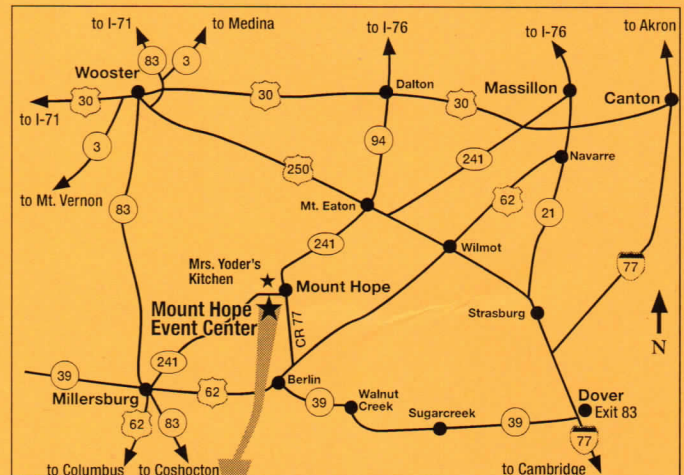 to I-71
to Medina
to I-76
to I-76
to Akron
83
3
Wooster
Dalton
Massillon
Canton
30
30
30
to I-71
3
94
241
Navarre
to Mt. Vernon
250
62
83
Mt. Eaton
21
241
Wilmot
77
Mrs. Yoder's
Kitchen
Mount Hope
Mount Hope
Event Center
CR 77
Strasburg
N
241
39
Berlin
Millersburg
62
39
Walnut
Creek
Sugarcreek
39
Dover
Exit 83
62
83
77
to Columbus
to Coshocton
to Cambridge